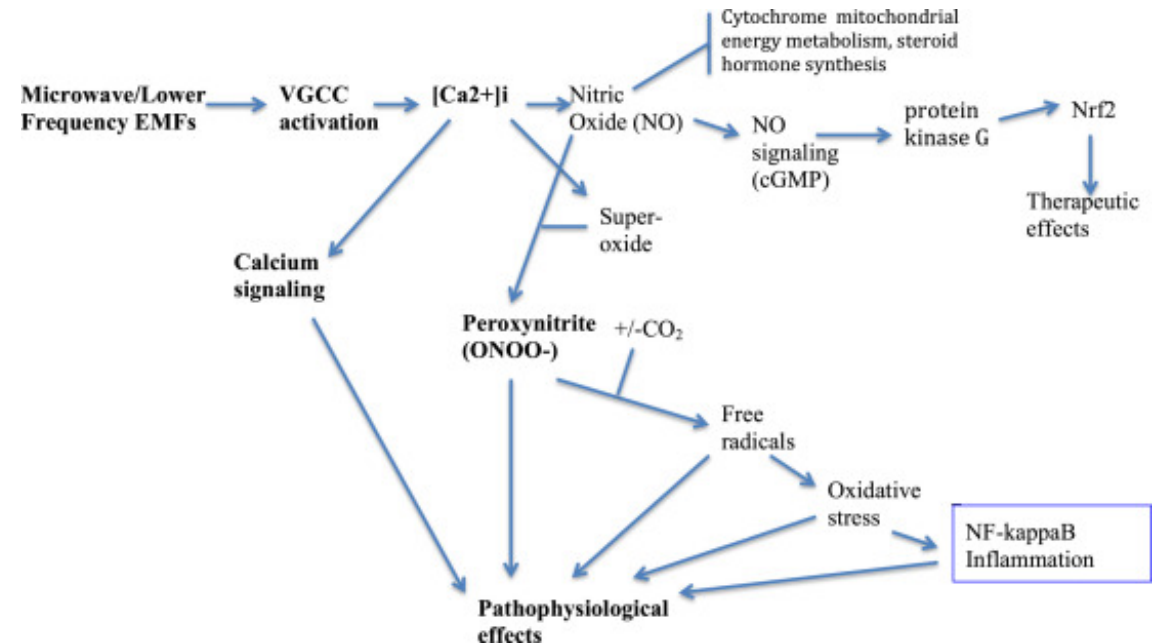 Cytochrome mitochondrial
energy metabolism, steroid
hormone synthesis
Microwave/Lower
Frequency EMFs
VGCC
activation
[Ca2+]i
Nitric
Oxide (NO)
NO
signaling
(cGMP)
protein
kinase G
Nrf2
Therapeutic
effects
Super-
oxide
Calcium
signaling
Peroxynitrite
(ONOO-)
+/-CO₂
Free
radicals
Oxidative
stress
NF-kappaB
Inflammation
Pathophysiological
effects